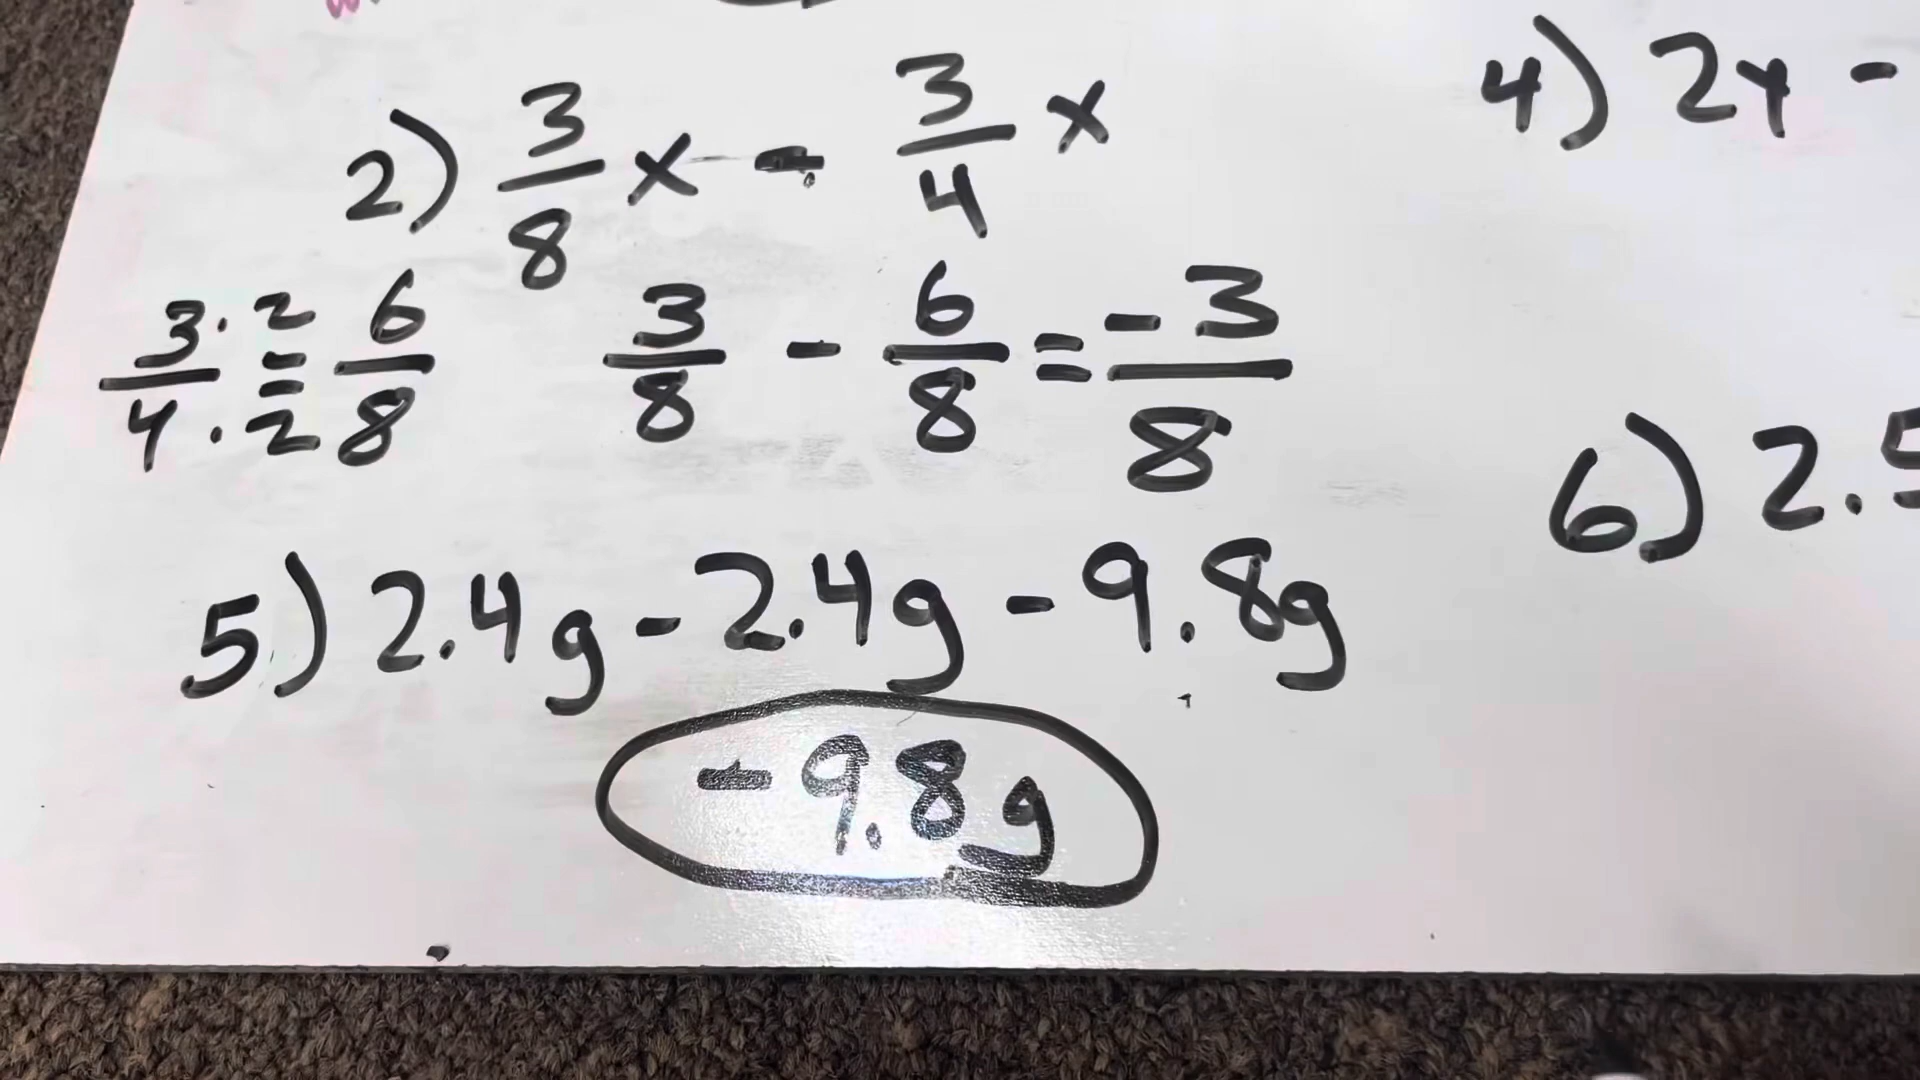 2) 3/8 x - 3/4 x
3·2/4·2 = 6/8
3/8 - 6/8 = -3/8
5) 2.4g - 2.4g - 9.8g
-9.8g
4) 2y -
6) 2.5